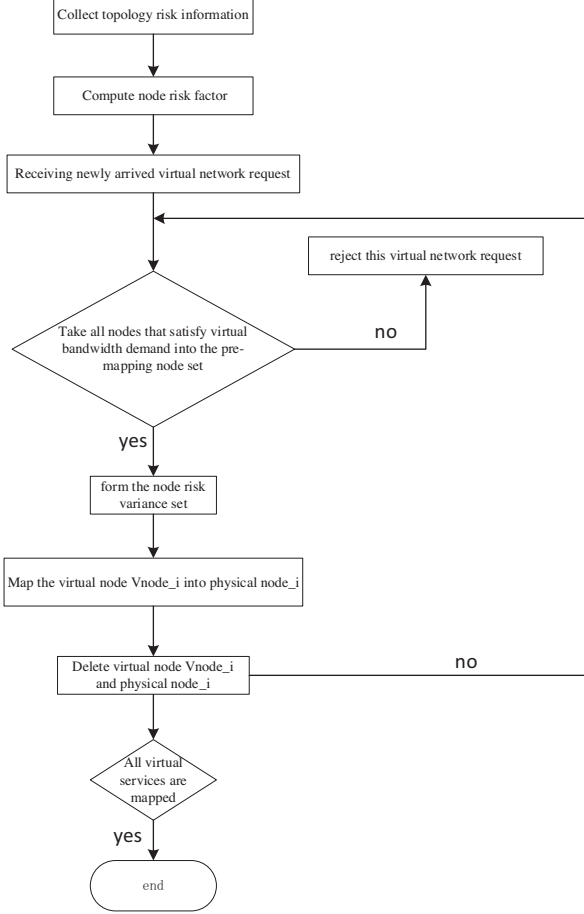 Collect topology risk information
Compute node risk factor
Receiving newly arrived virtual network request
reject this virtual network request
Take all nodes that satisfy virtual
bandwidth demand into the pre-
mapping node set
no
yes
form the node risk
variance set
Map the virtual node Vnode_i into physical node_i
Delete virtual node Vnode_i
and physical node_i
no
All virtual
services are
mapped
yes
end